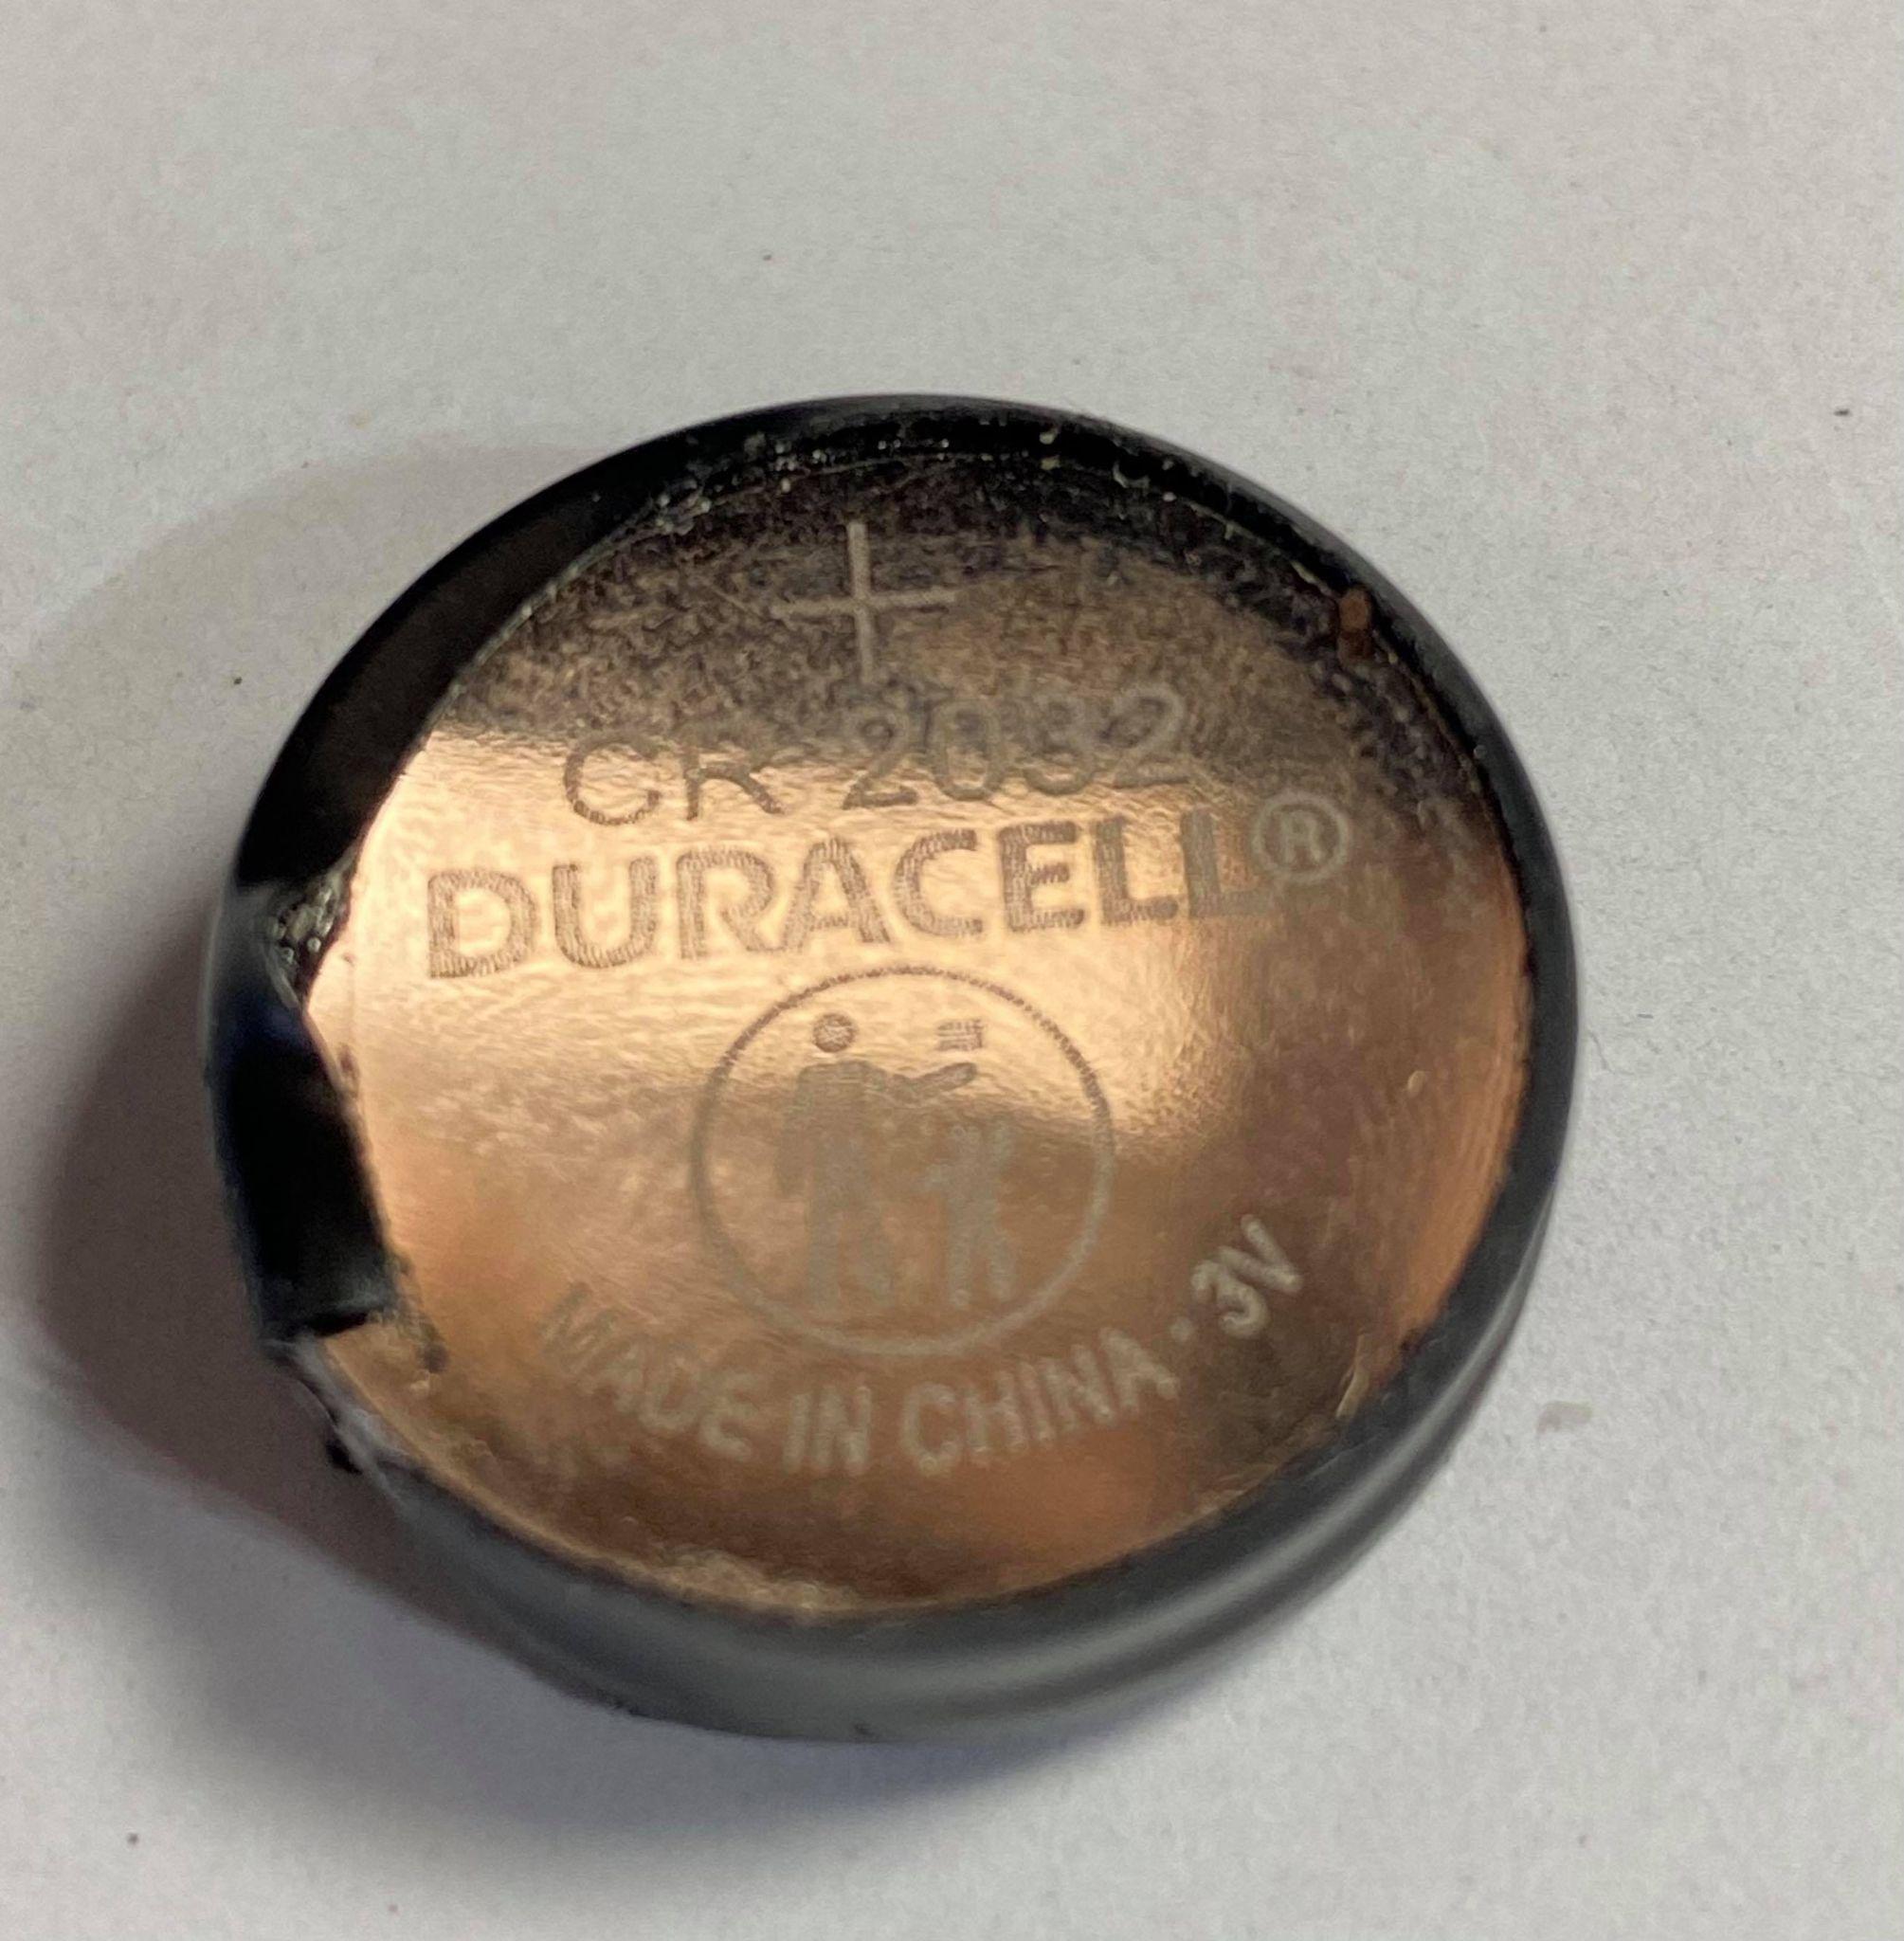 +
CR 2032
DURACELL®
MADE IN CHINA · 3V